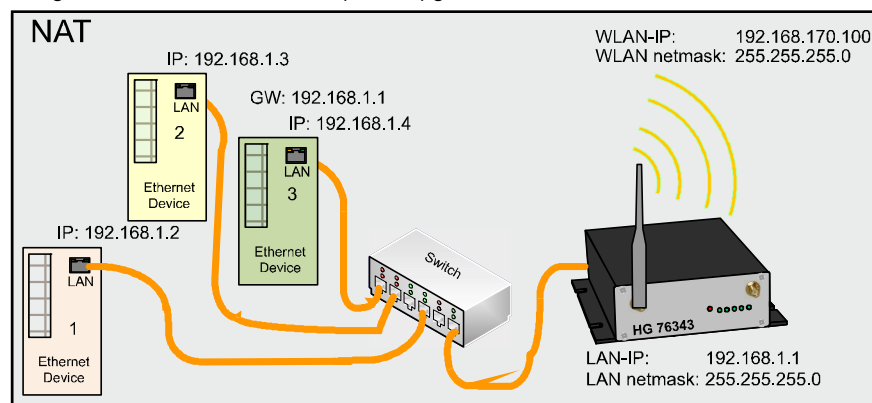 NAT
WLAN-IP: 192.168.170.100
WLAN netmask: 255.255.255.0
IP: 192.168.1.3
LAN
2
Ethernet
Device
GW: 192.168.1.1
IP: 192.168.1.4
LAN
3
Ethernet
Device
IP: 192.168.1.2
LAN
1
Ethernet
Device
Switch
HG 76343
LAN-IP: 192.168.1.1
LAN netmask: 255.255.255.0